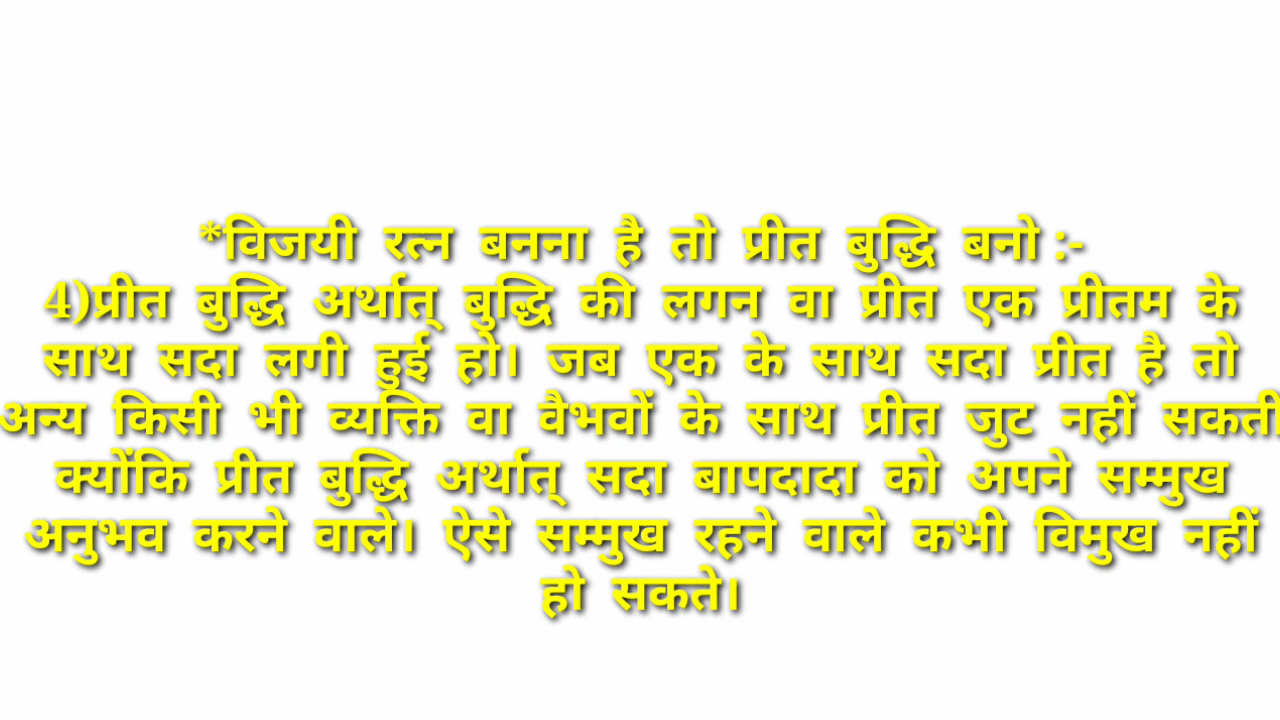 *विजयी रत्न बनना है तो प्रीत बुद्धि बनो :-
4)प्रीत बुद्धि अर्थात् बुद्धि की लगन वा प्रीत एक प्रीतम के
साथ सदा लगी हुई हो। जब एक के साथ सदा प्रीत है तो
अन्य किसी भी व्यक्ति वा वैभवों के साथ प्रीत जुट नहीं सकती
क्योंकि प्रीत बुद्धि अर्थात् सदा बापदादा को अपने सम्मुख
अनुभव करने वाले। ऐसे सम्मुख रहने वाले कभी विमुख नहीं
हो सकते।